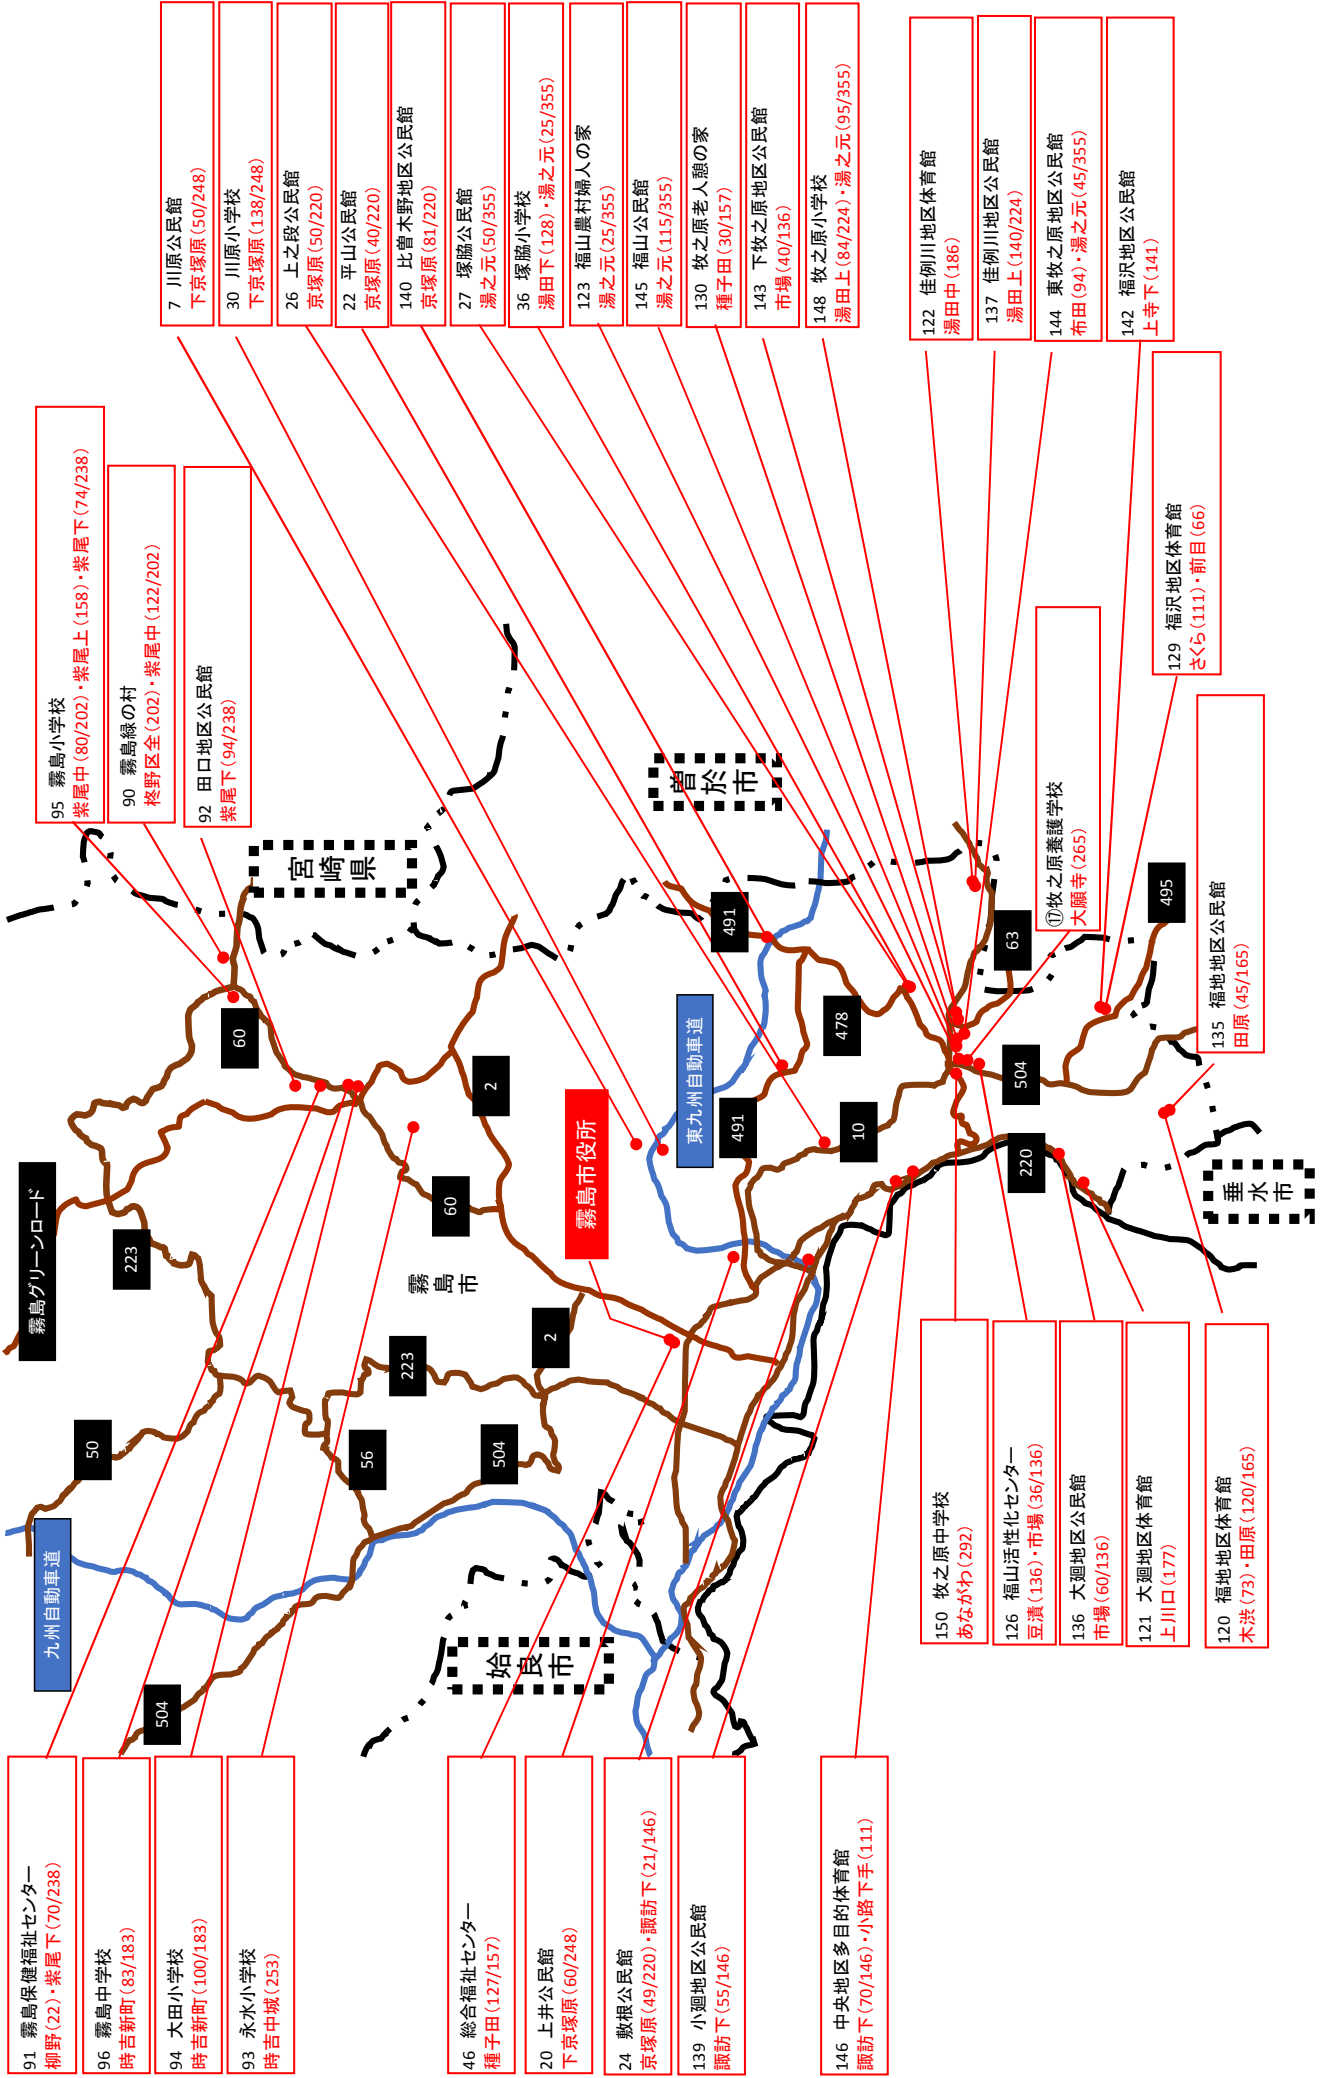 7 川原公民館
下京塚原(50/248)
30 川原小学校
下京塚原(138/248)
26 上之段公民館
京塚原(50/220)
22 平山公民館
京塚原(40/220)
140 比曽木野地区公民館
京塚原(81/220)
27 塚脇公民館
湯之元(50/355)
36 塚脇小学校
湯田下(128)・湯之元(25/355)
123 福山農村婦人の家
湯之元(25/355)
145 福山公民館
湯之元(115/355)
130 牧之原老人憩の家
種子田(30/157)
143 下牧之原地区公民館
市場(40/136)
148 牧之原小学校
湯田上(84/224)・湯之元(95/355)
122 佳例川地区体育館
湯田中(186)
137 佳例川地区公民館
湯田上(140/224)
144 東牧之原地区公民館
布田(94)・湯之元(45/355)
142 福沢地区公民館
上寺下(141)
129 福沢地区体育館
さくら(111)・前目(66)
95 霧島小学校
紫尾中(80/202)・紫尾上(158)・紫尾下(74/238)
90 霧島緑の村
柊野区全(202)・紫尾中(122/202)
92 田口地区公民館
紫尾下(94/238)
⑰牧之原養護学校
大願寺(265)
135 福地地区公民館
田原(45/165)
宮崎県
曽於市
垂水市
姶良市
霧島市
霧島市役所
東九州自動車道
九州自動車道
霧島グリーンロード
60
2
491
491
478
63
495
504
10
220
60
223
50
223
2
56
504
504
91 霧島保健福祉センター
柳野(22)・紫尾下(70/238)
96 霧島中学校
時吉新町(83/183)
94 大田小学校
時吉新町(100/183)
93 永水小学校
時吉中城(253)
46 総合福祉センター
種子田(127/157)
20 上井公民館
下京塚原(60/248)
24 敷根公民館
京塚原(49/220)・諏訪下(21/146)
139 小廻地区公民館
諏訪下(55/146)
146 中央地区多目的体育館
諏訪下(70/146)・小路下手(111)
150 牧之原中学校
あながわ(292)
126 福山活性化センター
豆漬(136)・市場(36/136)
136 大廻地区公民館
市場(60/136)
121 大廻地区体育館
上川口(177)
120 福地地区体育館
木渋(73)・田原(120/165)